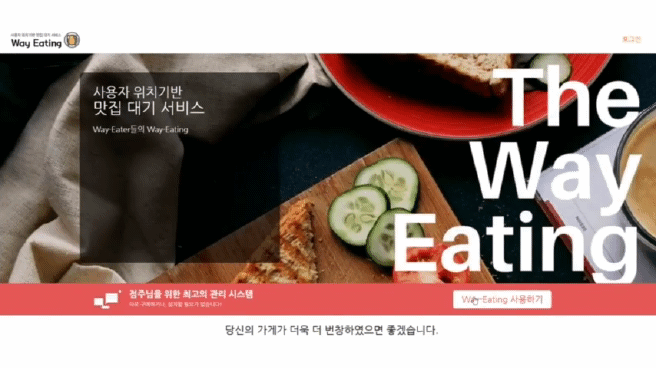 사용자 위치기반 맛집 대기 서비스
Way Eating
로그인
사용자 위치기반
맛집 대기 서비스
Way-Eater들의 Way-Eating
The
Way
Eating
점주님을 위한 최고의 관리 시스템
Way-Eating 사용하기
당신의 가게가 더욱 더 번창하였으면 좋겠습니다.